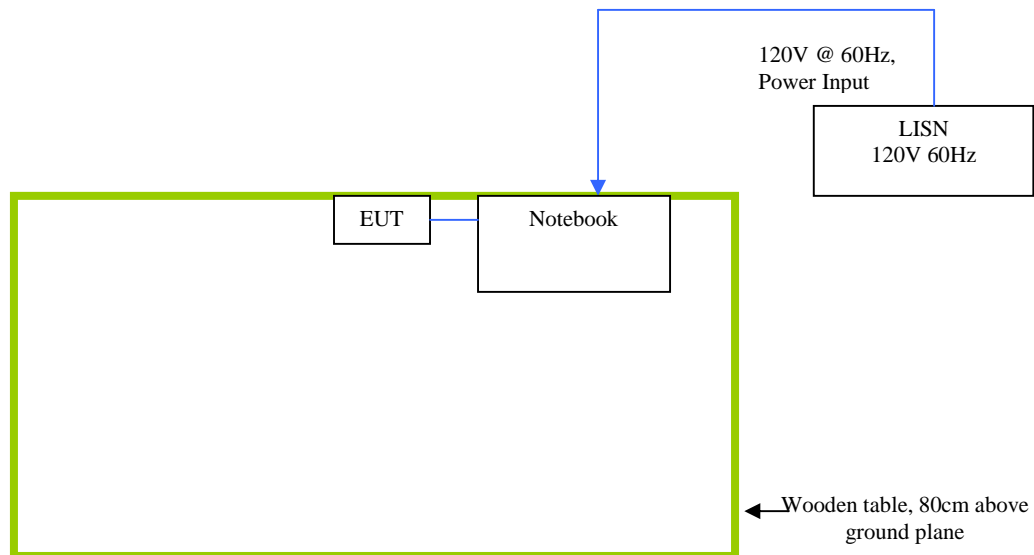 120V @ 60Hz,
Power Input
LISN
120V 60Hz
EUT
Notebook
Wooden table, 80cm above
ground plane